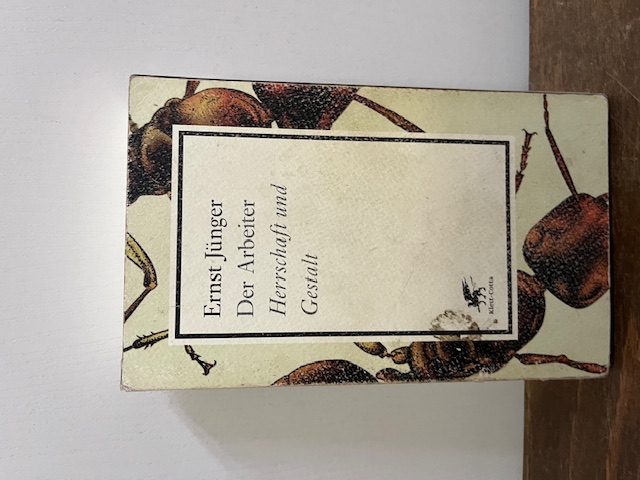 Ernst Jünger
Der Arbeiter
Herrschaft und
Gestalt
Klett-Cotta